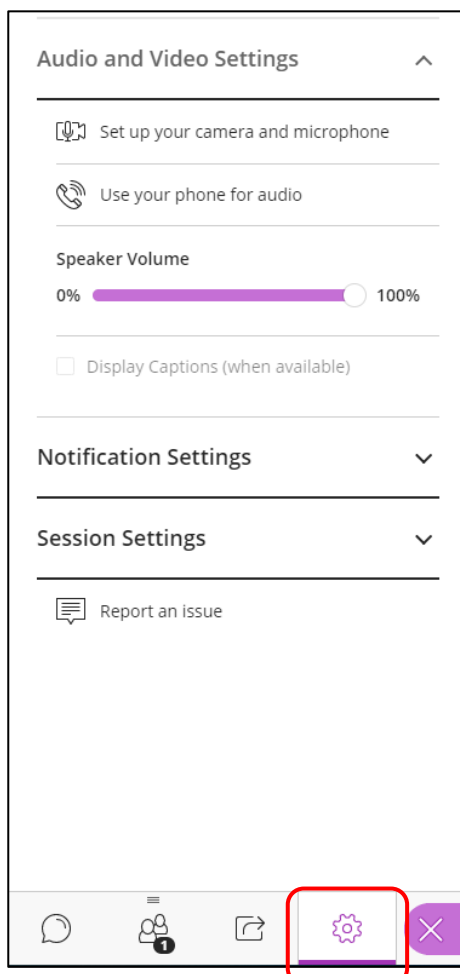 Audio and Video Settings
Set up your camera and microphone
Use your phone for audio
Speaker Volume
0% 100%
Display Captions (when available)
Notification Settings
Session Settings
Report an issue
1